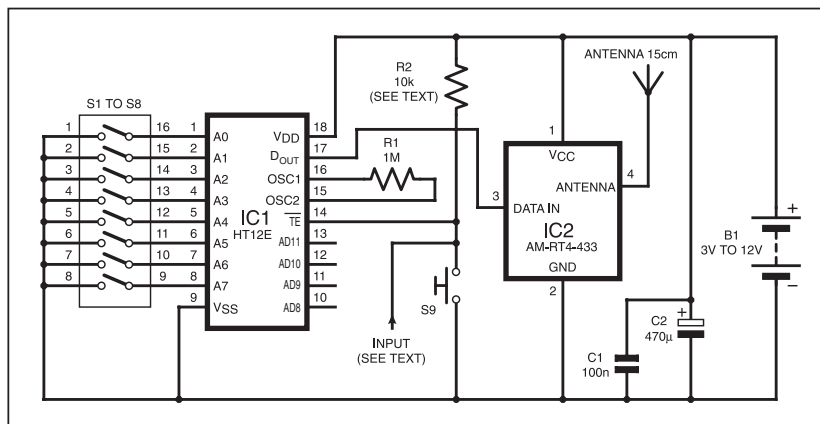 S1 TO S8
1 16 1 A0
2 15 2 A1
3 14 3 A2
4 13 4 A3
5 12 5 A4
6 11 6 A5
7 10 7 A6
8 9 8 A7
9 VSS
IC1
HT12E
VDD 18
DOUT 17
OSC1 16
OSC2 15
TE 14
AD11 13
AD10 12
AD9 11
AD8 10
R2
10k
(SEE TEXT)
R1
1M
INPUT
(SEE TEXT)
S9
ANTENNA 15cm
1
VCC
4
ANTENNA
3
DATA IN
IC2
AM-RT4-433
GND
2
C1
100n
+
C2
470μ
B1
3V TO 12V
+
−